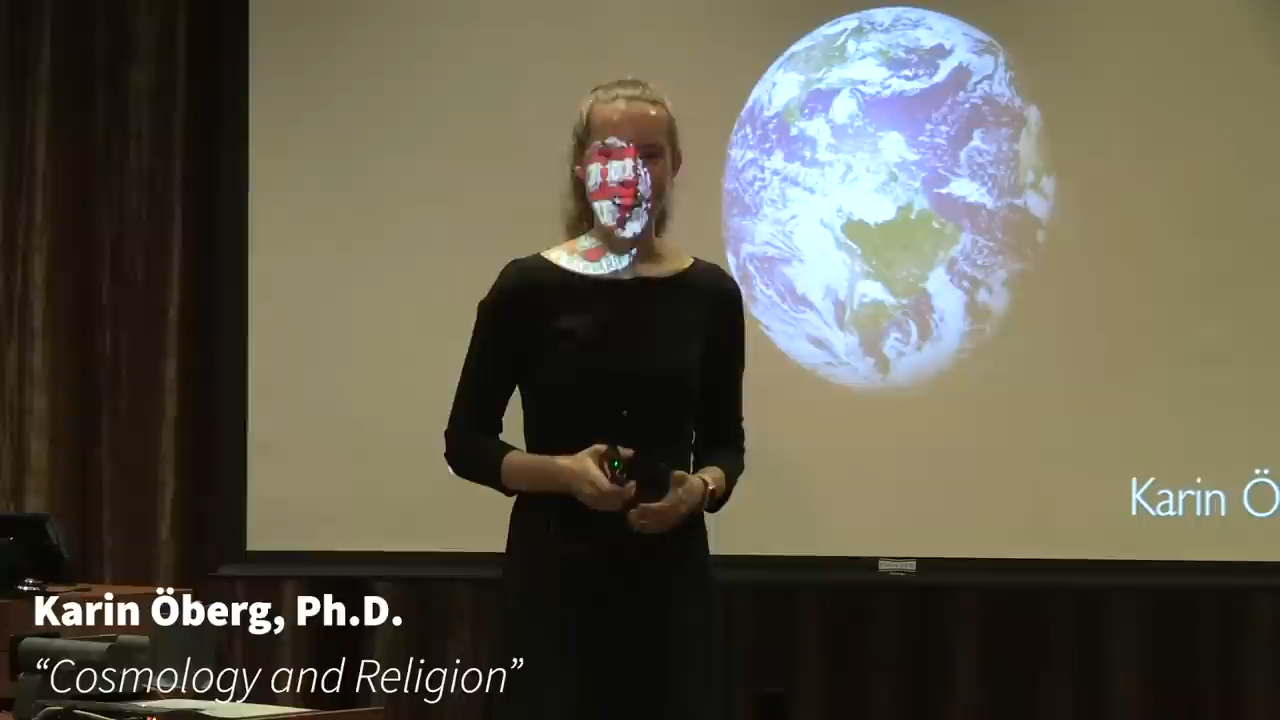 Karin Ö
Karin Öberg, Ph.D.
“Cosmology and Religion”